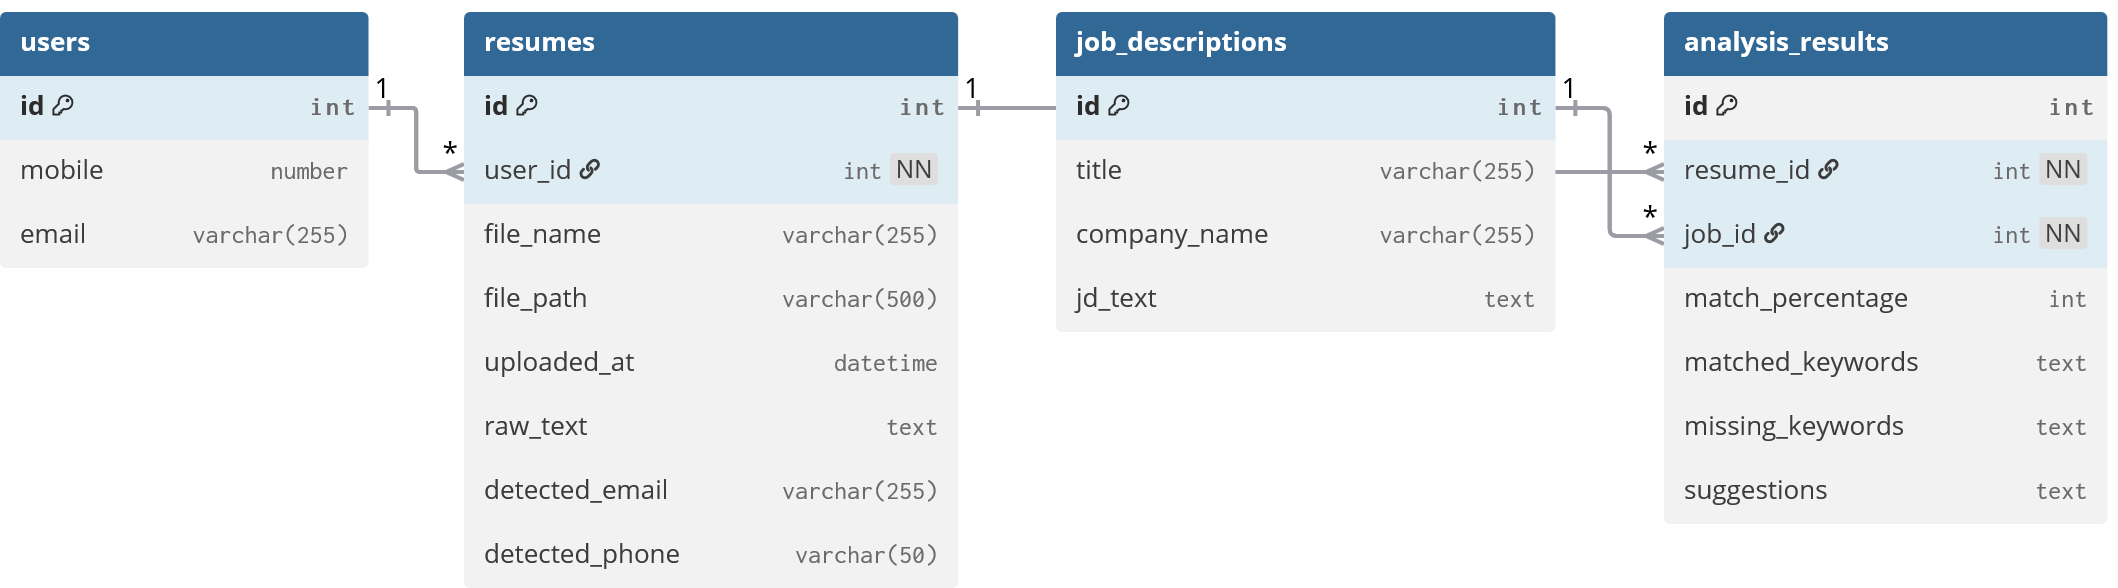 users
1
id int
*
mobile number
email varchar(255)
resumes
1
id int
user_id int NN
file_name varchar(255)
file_path varchar(500)
uploaded_at datetime
raw_text text
detected_email varchar(255)
detected_phone varchar(50)
job_descriptions
1
id int
title varchar(255)
company_name varchar(255)
jd_text text
analysis_results
id int
*
resume_id int NN
*
job_id int NN
match_percentage int
matched_keywords text
missing_keywords text
suggestions text